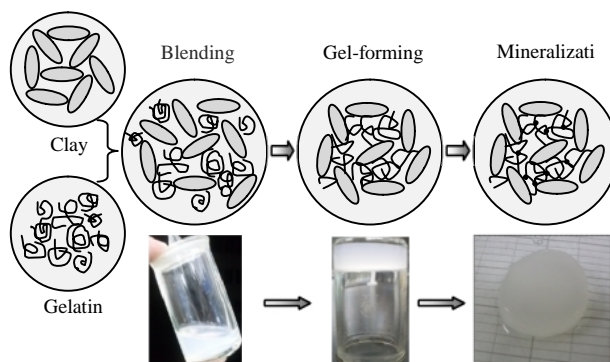 Blending
Gel-forming
Mineralizati
Clay
Gelatin